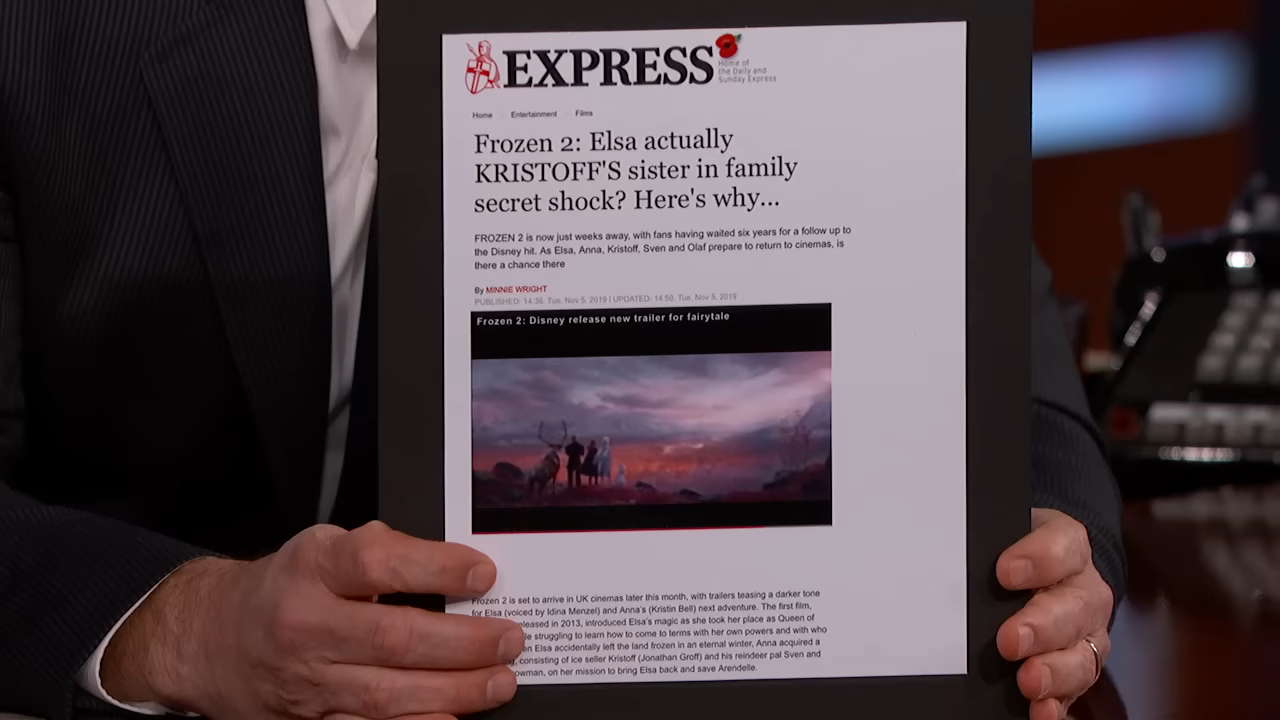 EXPRESS
Home of
the Daily and
Sunday Express
Home Entertainment Films
Frozen 2: Elsa actually
KRISTOFF'S sister in family
secret shock? Here's why...
FROZEN 2 is now just weeks away, with fans having waited six years for a follow up to
the Disney hit. As Elsa, Anna, Kristoff, Sven and Olaf prepare to return to cinemas, is
there a chance there
By MINNIE WRIGHT
PUBLISHED: 14:36, Tue, Nov 5, 2019 | UPDATED: 14:50, Tue, Nov 5, 2019
Frozen 2: Disney release new trailer for fairytale
Frozen 2 is set to arrive in UK cinemas later this month, with trailers teasing a darker tone
for Elsa (voiced by Idina Menzel) and Anna's (Kristin Bell) next adventure. The first film,
eleased in 2013, introduced Elsa's magic as she took her place as Queen of
le struggling to learn how to come to terms with her own powers and with who
en Elsa accidentally left the land frozen in an eternal winter, Anna acquired a
consisting of ice seller Kristoff (Jonathan Groff) and his reindeer pal Sven and
owman, on her mission to bring Elsa back and save Arendelle.